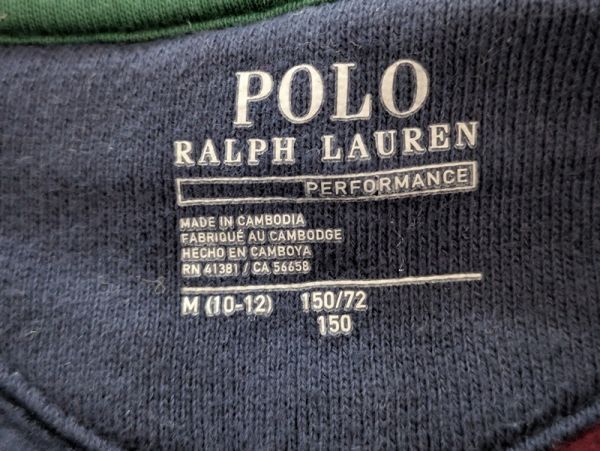 POLO
RALPH LAUREN
PERFORMANCE
MADE IN CAMBODIA
FABRIQUÉ AU CAMBODGE
HECHO EN CAMBOYA
RN 41381 / CA 56658
M (10-12) 150/72
150